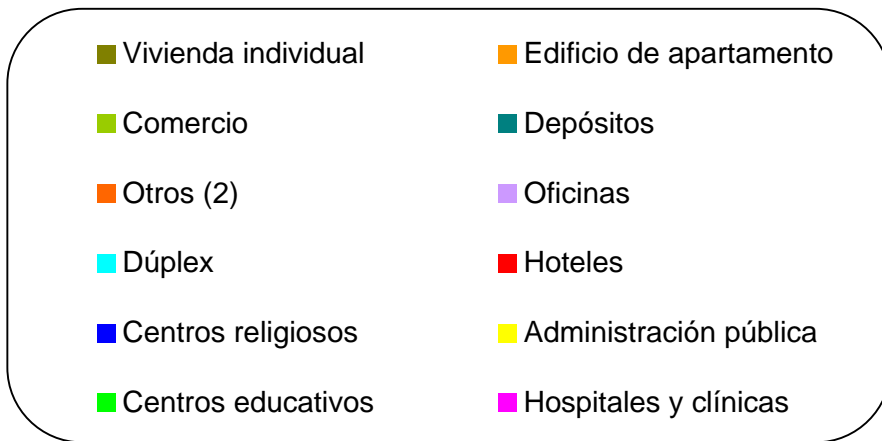 Vivienda individual
Edificio de apartamento
Comercio
Depósitos
Otros (2)
Oficinas
Dúplex
Hoteles
Centros religiosos
Administración pública
Centros educativos
Hospitales y clínicas